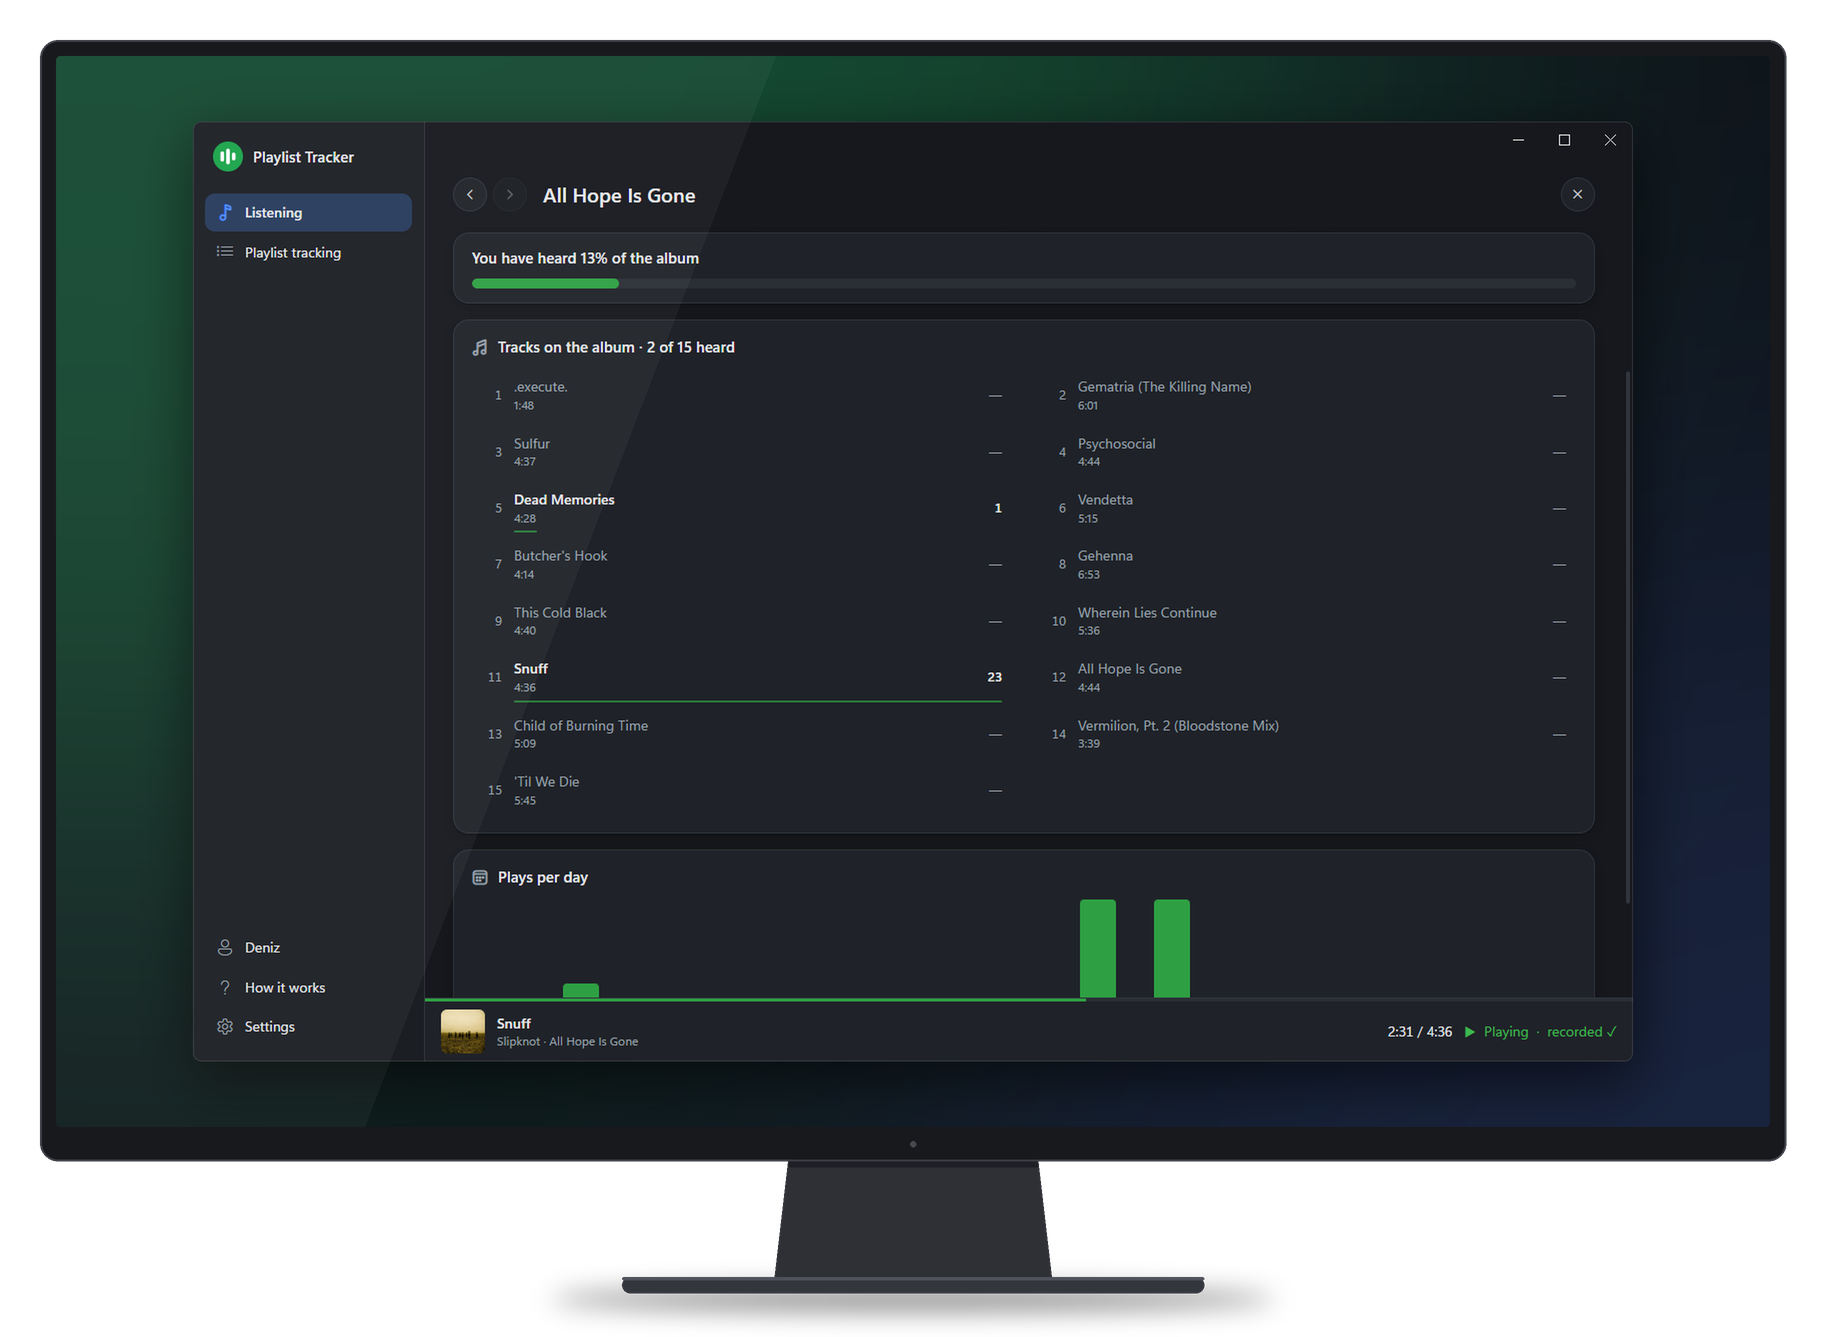 Playlist Tracker
Listening
Playlist tracking
All Hope Is Gone
You have heard 13% of the album
Tracks on the album · 2 of 15 heard
1 .execute. —
1:48
2 Gematria (The Killing Name) —
6:01
3 Sulfur —
4:37
4 Psychosocial —
4:44
5 Dead Memories 1
4:28
6 Vendetta —
5:15
7 Butcher's Hook —
4:14
8 Gehenna —
6:53
9 This Cold Black —
4:40
10 Wherein Lies Continue —
5:36
11 Snuff 23
4:36
12 All Hope Is Gone —
4:44
13 Child of Burning Time —
5:09
14 Vermilion, Pt. 2 (Bloodstone Mix) —
3:39
15 'Til We Die —
5:45
Plays per day
Deniz
How it works
Settings
Snuff
Slipknot · All Hope Is Gone
2:31 / 4:36 ▶ Playing · recorded ✓